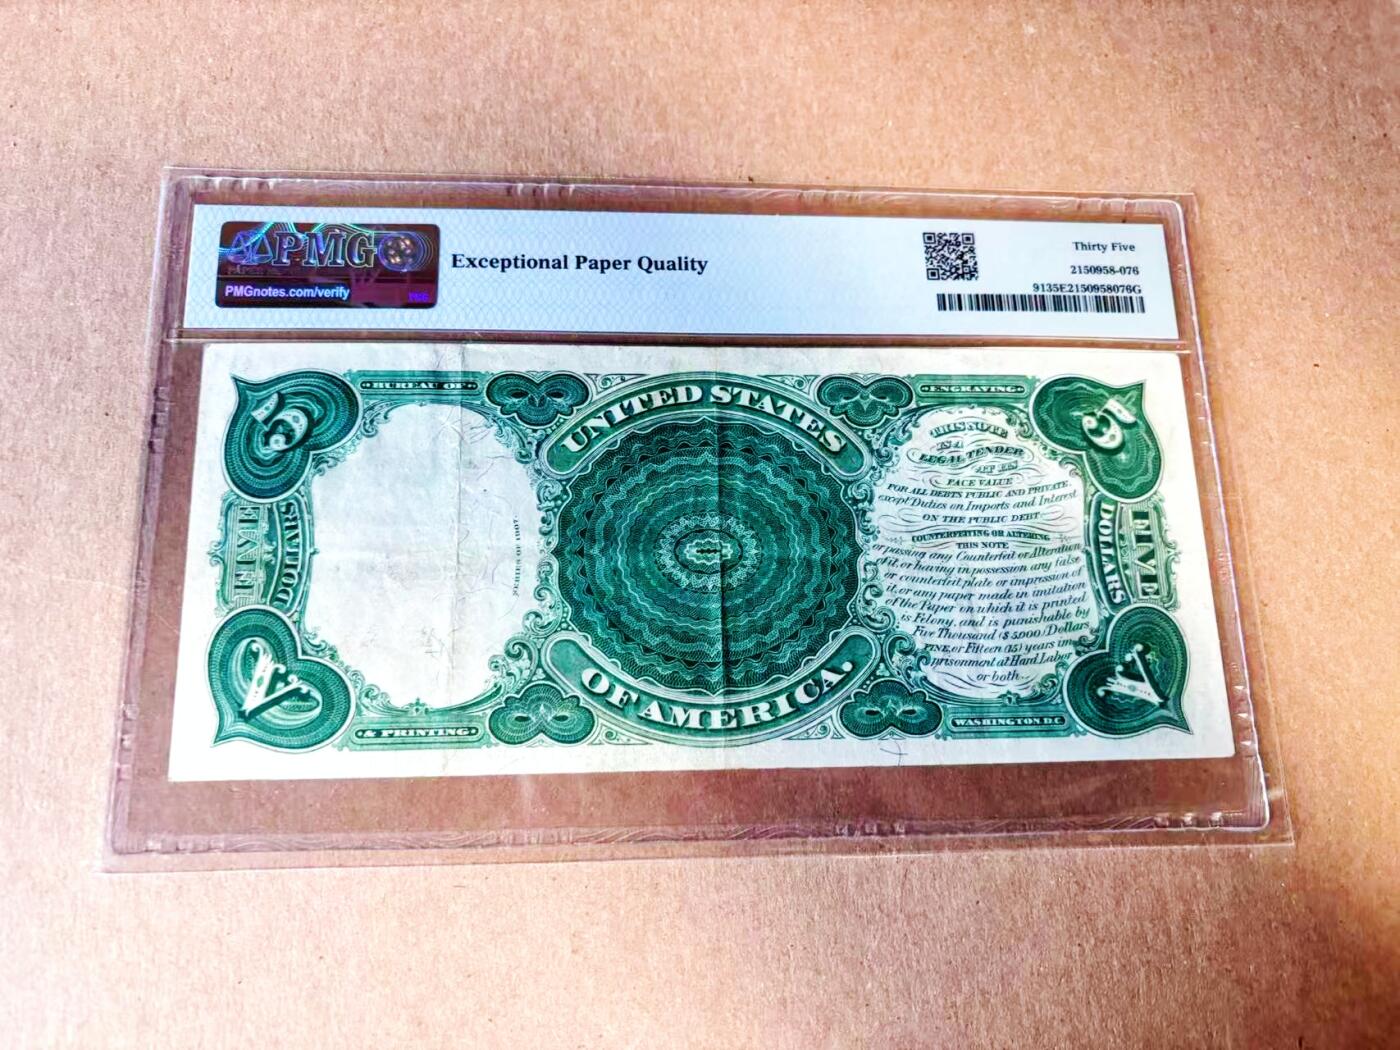 PMG
PMGnotes.com/verify
Exceptional Paper Quality
Thirty Five
2150958-076
9135E2150958076G
BUREAU OF
ENGRAVING
& PRINTING
WASHINGTON D.C.
UNITED STATES
OF AMERICA.
5
5
V
V
FIVE
DOLLARS
DOLLARS
FIVE
SERIES OF 1907.
THIS NOTE
IS A
LEGAL TENDER
AT ITS
FACE VALUE
FOR ALL DEBTS PUBLIC AND PRIVATE,
except Duties on Imports and Interest
ON THE PUBLIC DEBT.
COUNTERFEITING OR ALTERING
THIS NOTE
or passing any Counterfeit or Alteration
of it, or having in possession any false
or counterfeit plate or impression of
it, or any paper made in imitation
of the Paper on which it is printed
is Felony, and is punishable by
Five Thousand ($5000) Dollars
FINE, or Fifteen (15) years im-
prisonment at Hard Labor
or both.